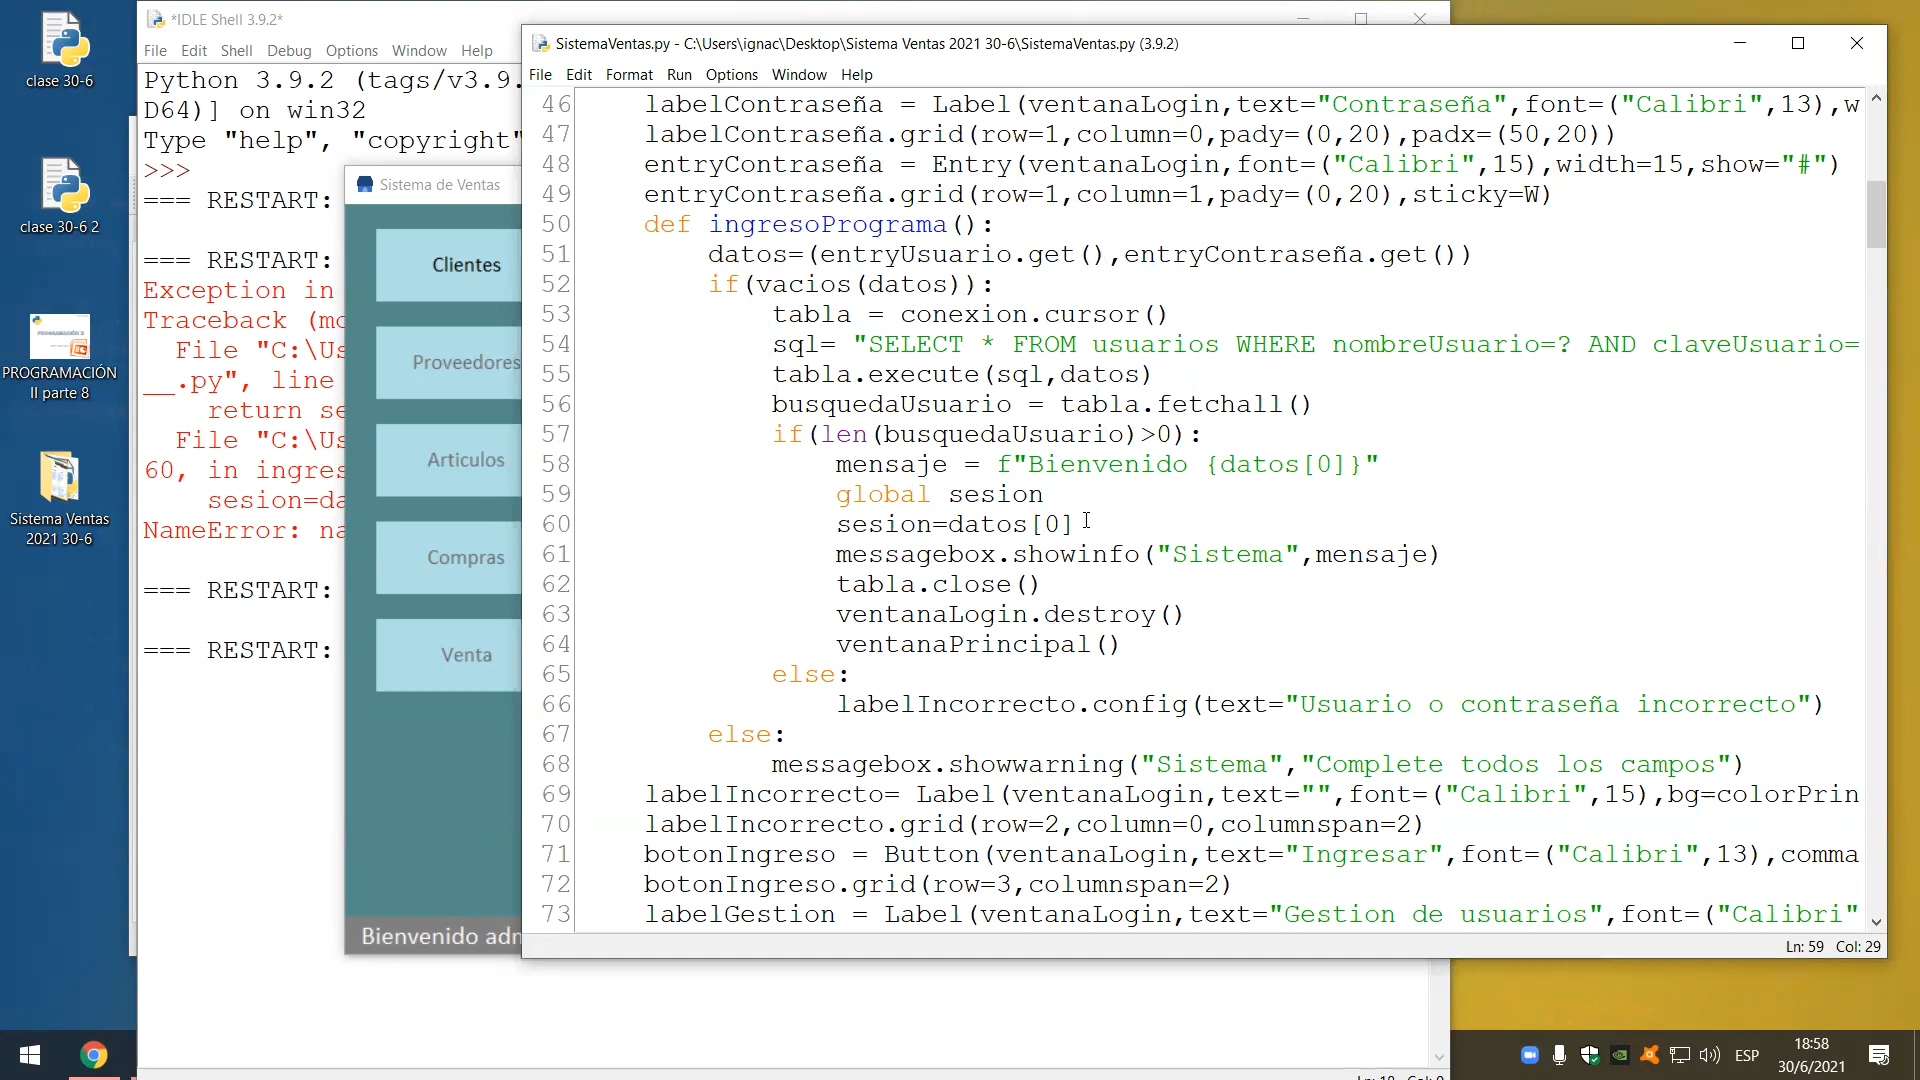 clase 30-6
clase 30-6 2
PROGRAMACIÓN
II parte 8
Sistema Ventas
2021 30-6
*IDLE Shell 3.9.2*
File Edit Shell Debug Options Window Help
Python 3.9.2 (tags/v3.9.
D64)] on win32
Type "help", "copyright"
>>>
=== RESTART:
=== RESTART:
Exception in
Traceback (mo
File "C:\Us
__.py", line
return se
File "C:\Us
60, in ingres
sesion=da
NameError: na
=== RESTART:
=== RESTART:
Sistema de Ventas
Clientes
Proveedores
Articulos
Compras
Venta
Bienvenido adm
SistemaVentas.py - C:\Users\ignac\Desktop\Sistema Ventas 2021 30-6\SistemaVentas.py (3.9.2)
File Edit Format Run Options Window Help
46 labelContraseña = Label(ventanaLogin,text="Contraseña",font=("Calibri",13),w
47 labelContraseña.grid(row=1,column=0,pady=(0,20),padx=(50,20))
48 entryContraseña = Entry(ventanaLogin,font=("Calibri",15),width=15,show="#")
49 entryContraseña.grid(row=1,column=1,pady=(0,20),sticky=W)
50 def ingresoPrograma():
51 datos=(entryUsuario.get(),entryContraseña.get())
52 if(vacios(datos)):
53 tabla = conexion.cursor()
54 sql= "SELECT * FROM usuarios WHERE nombreUsuario=? AND claveUsuario=
55 tabla.execute(sql,datos)
56 busquedaUsuario = tabla.fetchall()
57 if(len(busquedaUsuario)>0):
58 mensaje = f"Bienvenido {datos[0]}"
59 global sesion
60 sesion=datos[0]
61 messagebox.showinfo("Sistema",mensaje)
62 tabla.close()
63 ventanaLogin.destroy()
64 ventanaPrincipal()
65 else:
66 labelIncorrecto.config(text="Usuario o contraseña incorrecto")
67 else:
68 messagebox.showwarning("Sistema","Complete todos los campos")
69 labelIncorrecto= Label(ventanaLogin,text="",font=("Calibri",15),bg=colorPrin
70 labelIncorrecto.grid(row=2,column=0,columnspan=2)
71 botonIngreso = Button(ventanaLogin,text="Ingresar",font=("Calibri",13),comma
72 botonIngreso.grid(row=3,columnspan=2)
73 labelGestion = Label(ventanaLogin,text="Gestion de usuarios",font=("Calibri"
Ln: 59 Col: 29
ESP
18:58
30/6/2021